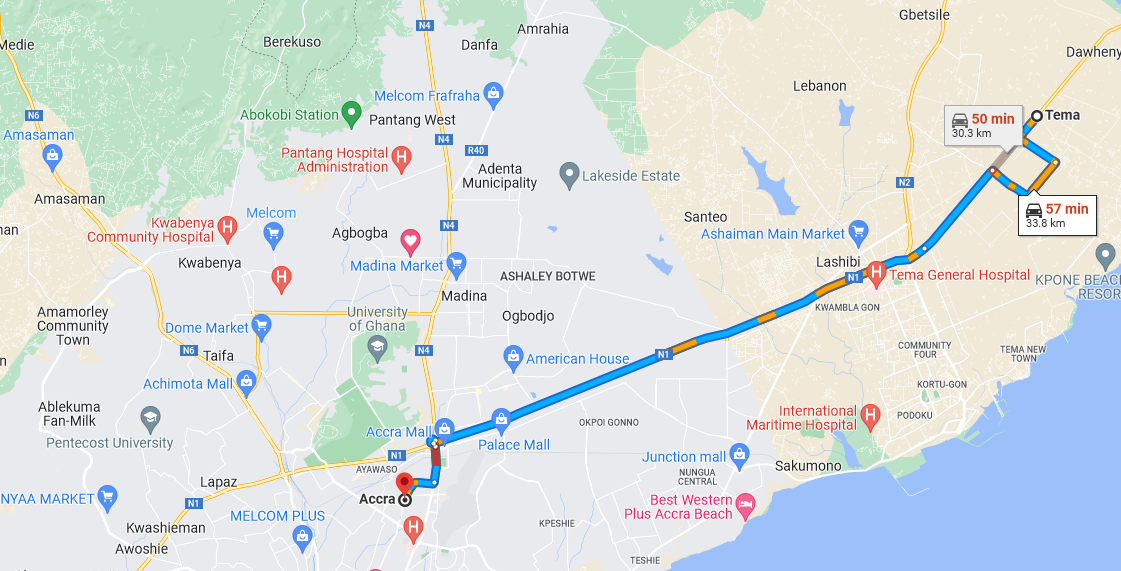 Gbetsile
N4
Amrahia
Medie
Berekuso
Danfa
Dawheny
Lebanon
Melcom Frafraha
N6
Abokobi Station
Pantang West
50 min
30.3 km
Tema
Amasaman
N4
Pantang Hospital
Administration
R40
Adenta
Municipality
Lakeside Estate
N2
Amasaman
57 min
33.8 km
Melcom
Santeo
Kwabenya
Community Hospital
N4
Agbogba
Ashaiman Main Market
Kwabenya
Madina Market
ASHALEY BOTWE
Lashibi
N1
Tema General Hospital
KPONE BEACH
RESOR
Madina
KWAMBLA GON
Amamorley
Community
Town
University
of Ghana
Ogbodjo
Dome Market
N6
Taifa
N4
American House
N1
COMMUNITY
FOUR
TEMA NEW
TOWN
Achimota Mall
KORTU-GON
Ablekuma
Fan-Milk
International
Maritime Hospital
PODOKU
Pentecost University
Accra Mall
Palace Mall
OKPOI GONNO
N1
AYAWASO
Junction mall
Sakumono
Lapaz
NUNGUA
CENTRAL
NYAA MARKET
N1
Accra
Best Western
Plus Accra Beach
MELCOM PLUS
Kwashieman
KPESHIE
Awoshie
TESHIE